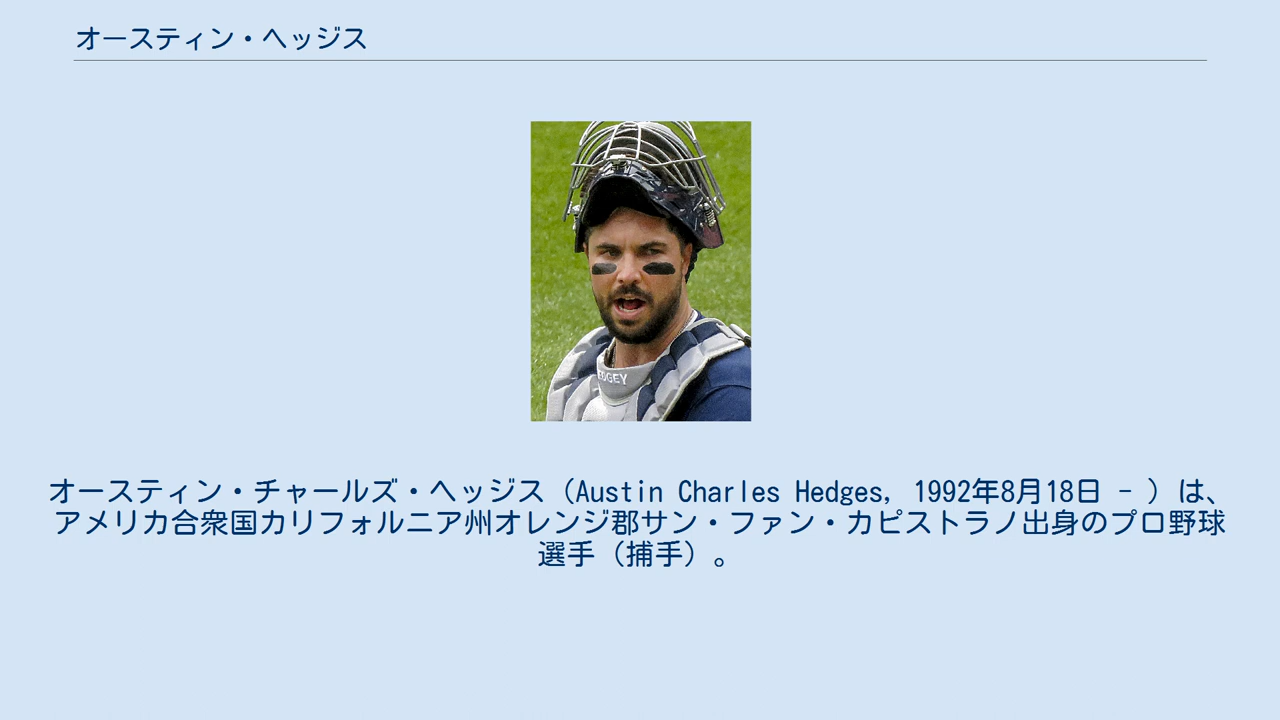 オースティン・ヘッジス
EDGEY
オースティン・チャールズ・ヘッジス（Austin Charles Hedges, 1992年8月18日 - ）は、
アメリカ合衆国カリフォルニア州オレンジ郡サン・ファン・カピストラノ出身のプロ野球
選手（捕手）。